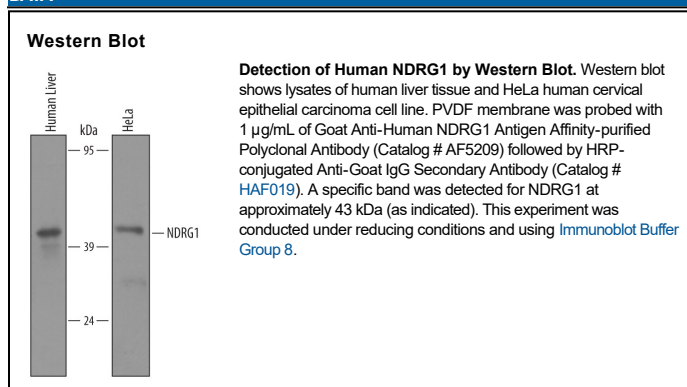 Western Blot
Human Liver
kDa
HeLa
95
39
24
NDRG1
Detection of Human NDRG1 by Western Blot. Western blot
shows lysates of human liver tissue and HeLa human cervical
epithelial carcinoma cell line. PVDF membrane was probed with
1 µg/mL of Goat Anti-Human NDRG1 Antigen Affinity-purified
Polyclonal Antibody (Catalog # AF5209) followed by HRP-
conjugated Anti-Goat IgG Secondary Antibody (Catalog #
HAF019). A specific band was detected for NDRG1 at
approximately 43 kDa (as indicated). This experiment was
conducted under reducing conditions and using Immunoblot Buffer
Group 8.